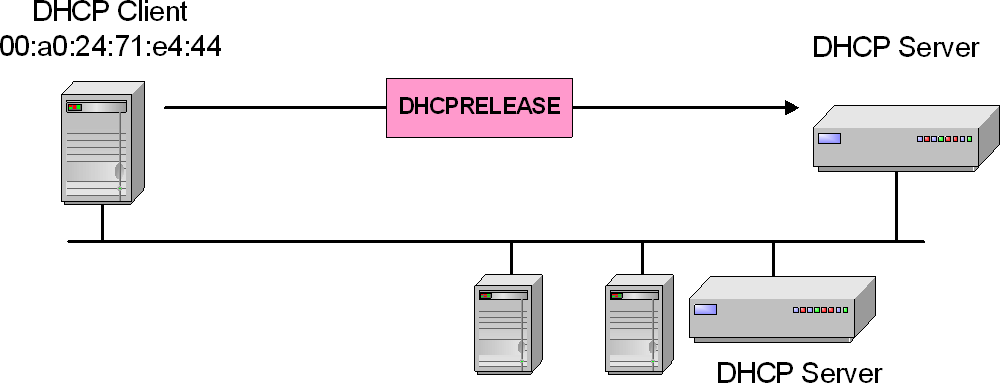 DHCP Client
00:a0:24:71:e4:44
DHCP Server
DHCPRELEASE
DHCP Server